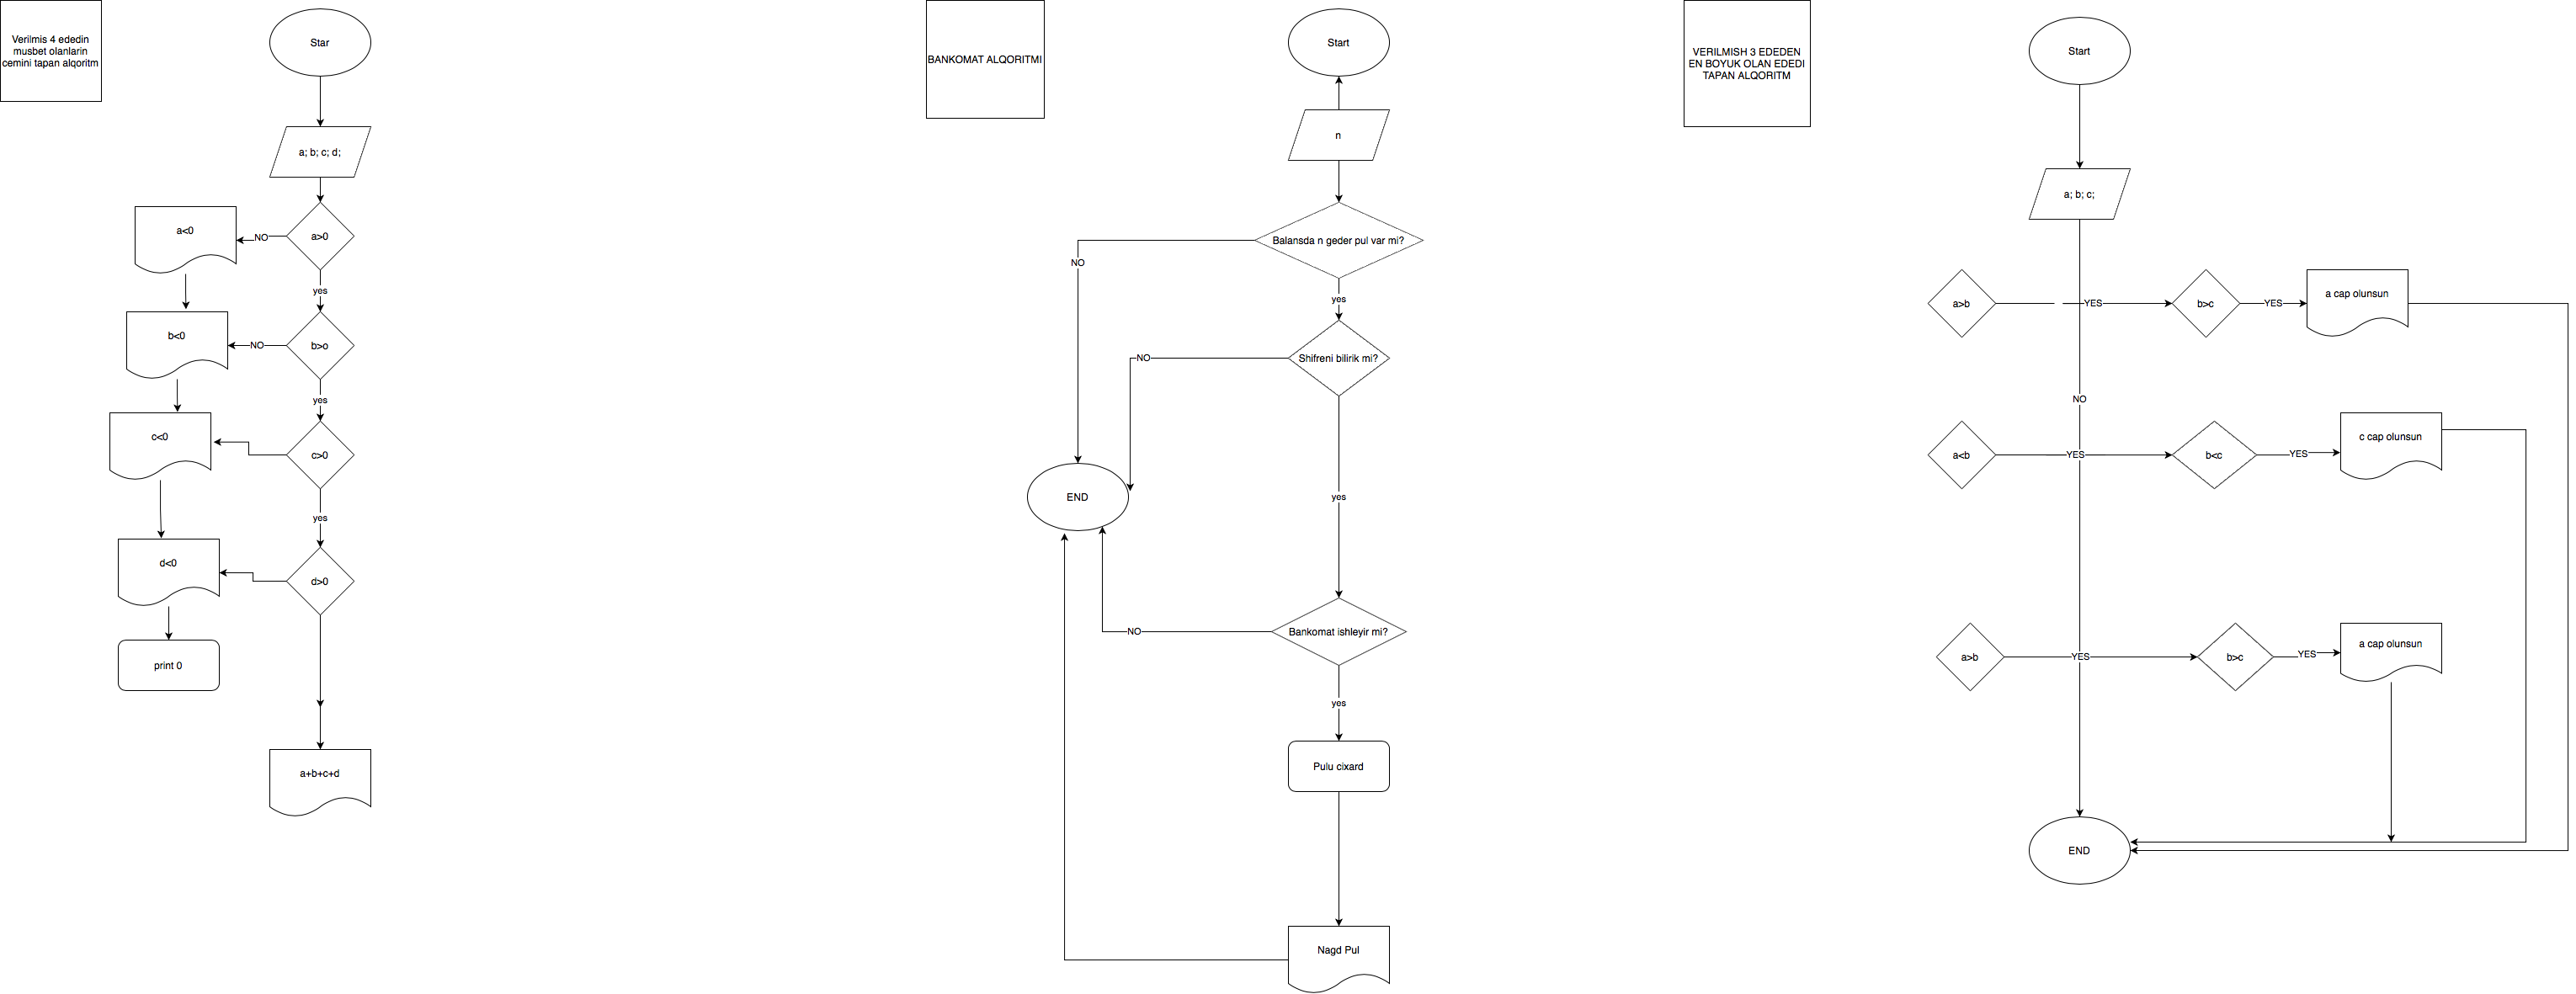 Verilmis 4 ededin
musbet olanlarin
cemini tapan alqoritm
Star
a; b; c; d;
a>0
NO
a<0
yes
b>o
NO
b<0
yes
c>0
c<0
yes
d>0
d<0
print 0
a+b+c+d
BANKOMAT ALQORITMI
Start
n
Balansda n geder pul var mi?
NO
yes
Shifreni bilirik mi?
NO
END
yes
Bankomat ishleyir mi?
NO
yes
Pulu cixard
Nagd Pul
VERILMISH 3 EDEDEN
EN BOYUK OLAN EDEDI
TAPAN ALQORITM
Start
a; b; c;
a>b
YES
b>c
YES
a cap olunsun
NO
a<b
YES
b<c
YES
c cap olunsun
a>b
YES
b>c
YES
a cap olunsun
END